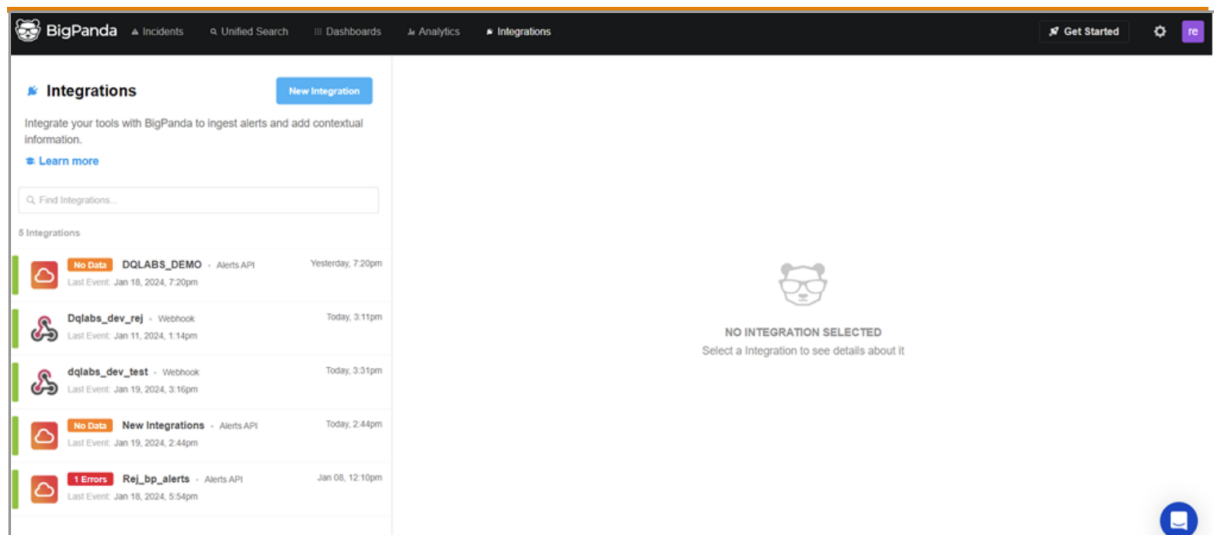 BigPanda Incidents Unified Search Dashboards Analytics Integrations Get Started re
Integrations New Integration
Integrate your tools with BigPanda to ingest alerts and add contextual
information.
Learn more
Find Integrations...
5 Integrations
No Data DQLABS_DEMO - Alerts API Yesterday, 7:20pm
Last Event: Jan 18, 2024, 7:20pm
Dqlabs_dev_rej - Webhook Today, 3:11pm
Last Event: Jan 11, 2024, 1:14pm
dqlabs_dev_test - Webhook Today, 3:31pm
Last Event: Jan 19, 2024, 3:16pm
No Data New Integrations - Alerts API Today, 2:44pm
Last Event: Jan 19, 2024, 2:44pm
1 Errors Rej_bp_alerts - Alerts API Jan 08, 12:10pm
Last Event: Jan 18, 2024, 5:54pm
NO INTEGRATION SELECTED
Select a Integration to see details about it